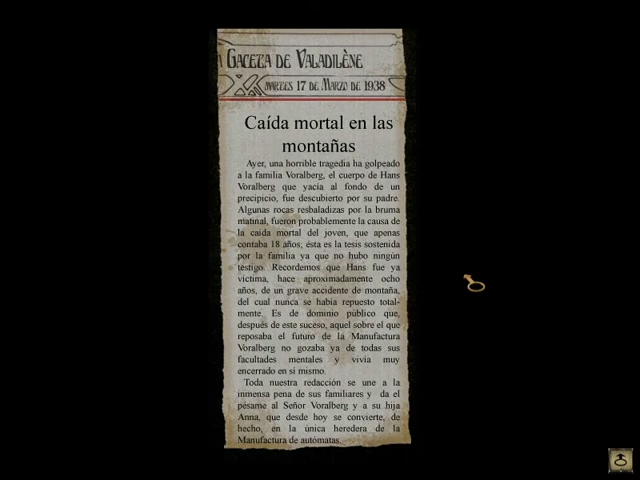 A GACETA DE VALADILÈNE
MARTES 17 DE MARZO DE 1938
Caída mortal en las
montañas
Ayer, una horrible tragedia ha golpeado
a la familia Voralberg, el cuerpo de Hans
Voralberg que yacía al fondo de un
precipicio, fue descubierto por su padre.
Algunas rocas resbaladizas por la bruma
matinal, fueron probablemente la causa de
la caída mortal del joven, que apenas
contaba 18 años; ésta es la tesis sostenida
por la familia ya que no hubo ningún
testigo. Recordemos que Hans fue ya
víctima, hace aproximadamente ocho
años, de un grave accidente de montaña,
del cual nunca se había repuesto total-
mente. Es de dominio público que,
después de este suceso, aquel sobre el que
reposaba el futuro de la Manufactura
Voralberg no gozaba ya de todas sus
facultades mentales y vivía muy
encerrado en sí mismo.
Toda nuestra redacción se une a la
inmensa pena de sus familiares y da el
pésame al Señor Voralberg y a su hija
Anna, que desde hoy se convierte, de
hecho, en la única heredera de la
Manufactura de autómatas.